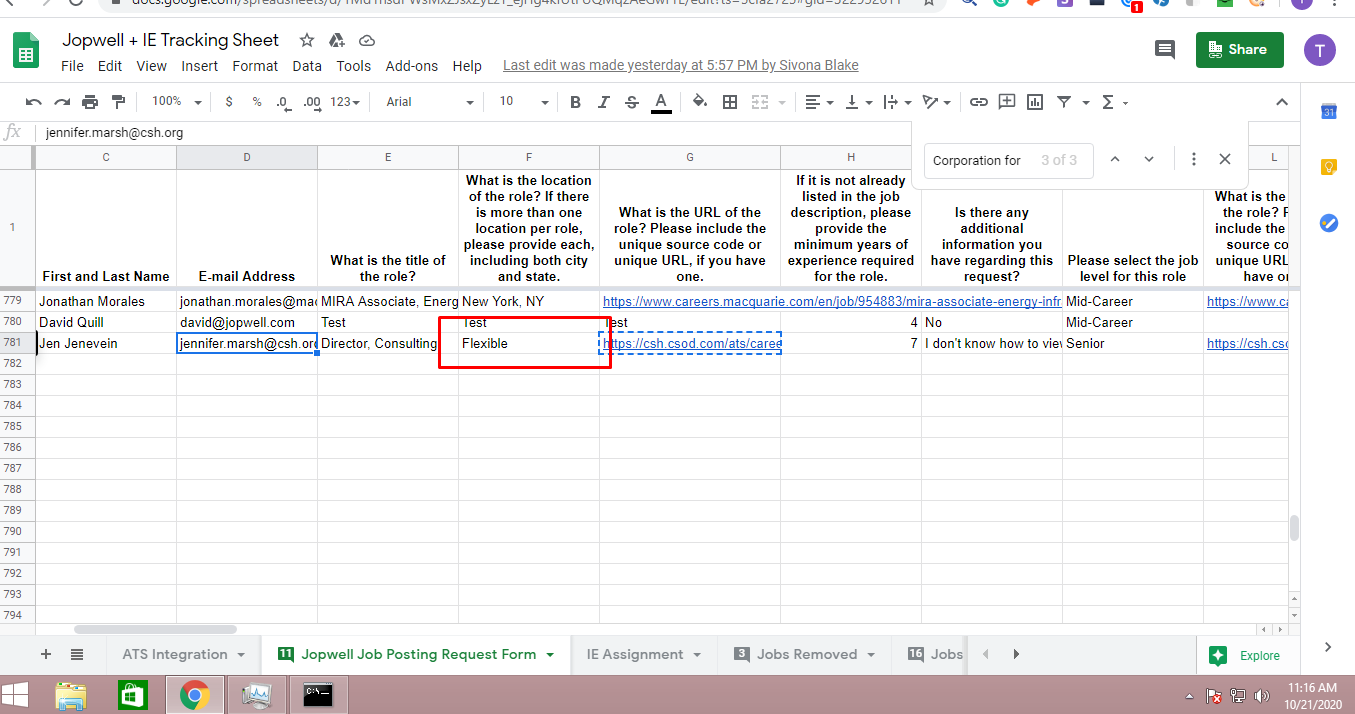 Jopwell + IE Tracking Sheet
File Edit View Insert Format Data Tools Add-ons Help Last edit was made yesterday at 5:57 PM by Sivona Blake
Share
T
100% $ % .0 .00 123 Arial 10 B I S A
31
fx jennifer.marsh@csh.org
Corporation for 3 of 3
C D E F G H L
1
First and Last Name
E-mail Address
What is the title of
the role?
What is the location
of the role? If there
is more than one
location per role,
please provide each,
including both city
and state.
What is the URL of the
role? Please include the
unique source code or
unique URL, if you have
one.
If it is not already
listed in the job
description, please
provide the
minimum years of
experience required
for the role.
Is there any
additional
information you
have regarding this
request?
Please select the job
level for this role
What is the
the role?
include the
source co
unique URL
have or
779 Jonathan Morales jonathan.morales@mac MIRA Associate, Energ New York, NY https://www.careers.macquarie.com/en/job/954883/mira-associate-energy-infr Mid-Career https://www.ca
780 David Quill david@jopwell.com Test Test Test 4 No Mid-Career
781 Jen Jenevein jennifer.marsh@csh.org Director, Consulting Flexible https://csh.csod.com/ats/caree 7 I don't know how to view Senior https://csh.cso
782
783
784
785
786
787
788
789
790
791
792
793
794
ATS Integration 11 Jopwell Job Posting Request Form IE Assignment 3 Jobs Removed 16 Jobs Explore
C:\_
11:16 AM
10/21/2020